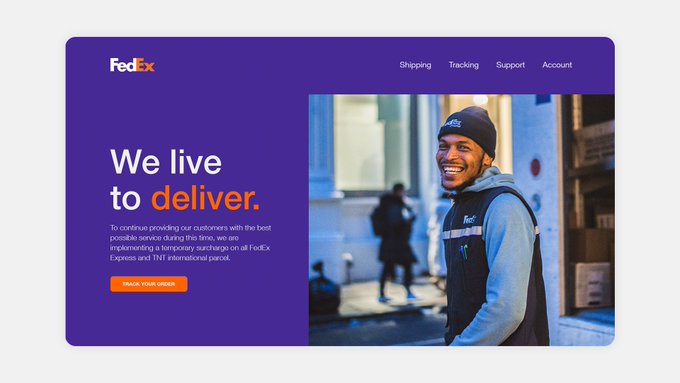 FedEx
Shipping Tracking Support Account
We live
to deliver.
To continue providing our customers with the best
possible service during this time, we are
implementing a temporary surcharge on all FedEx
Express and TNT international parcel.
TRACK YOUR ORDER
FedEx
FedEx